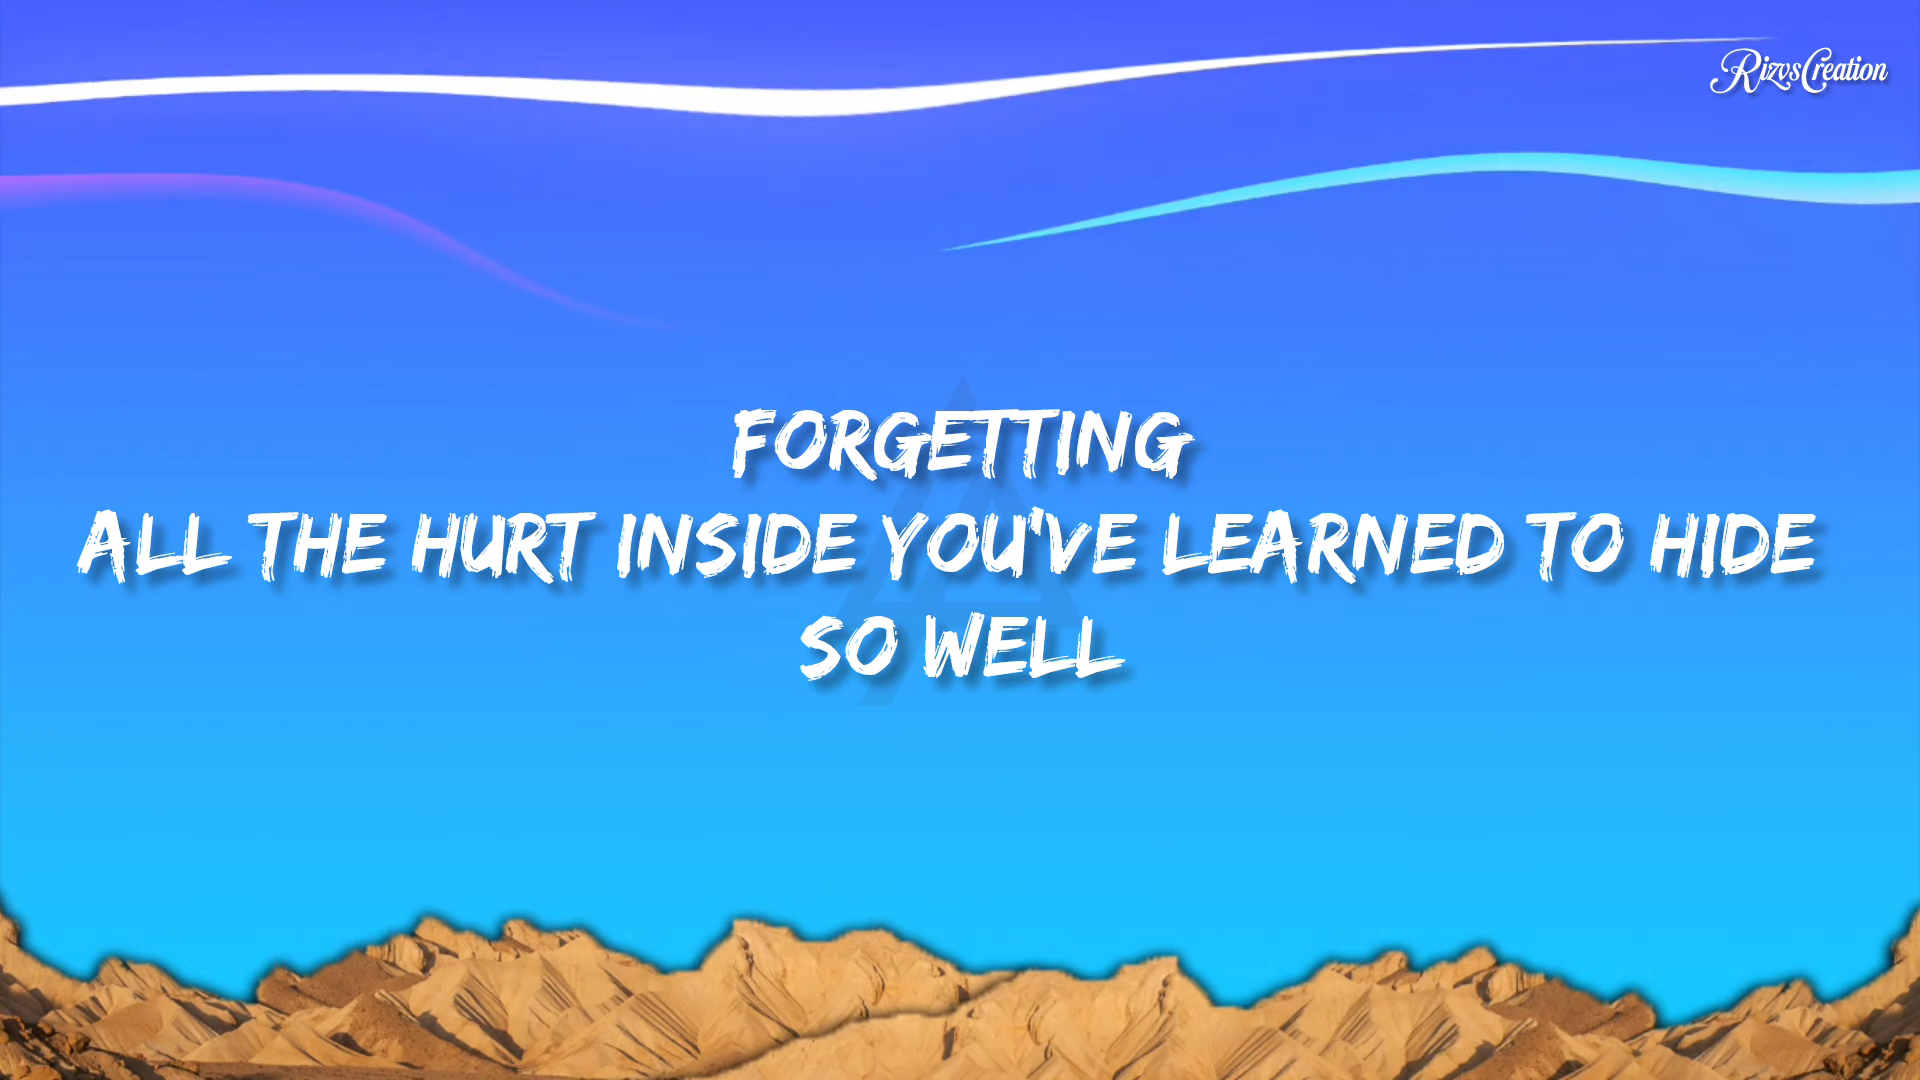 RizvsCreation
FORGETTING
ALL THE HURT INSIDE YOU'VE LEARNED TO HIDE
SO WELL